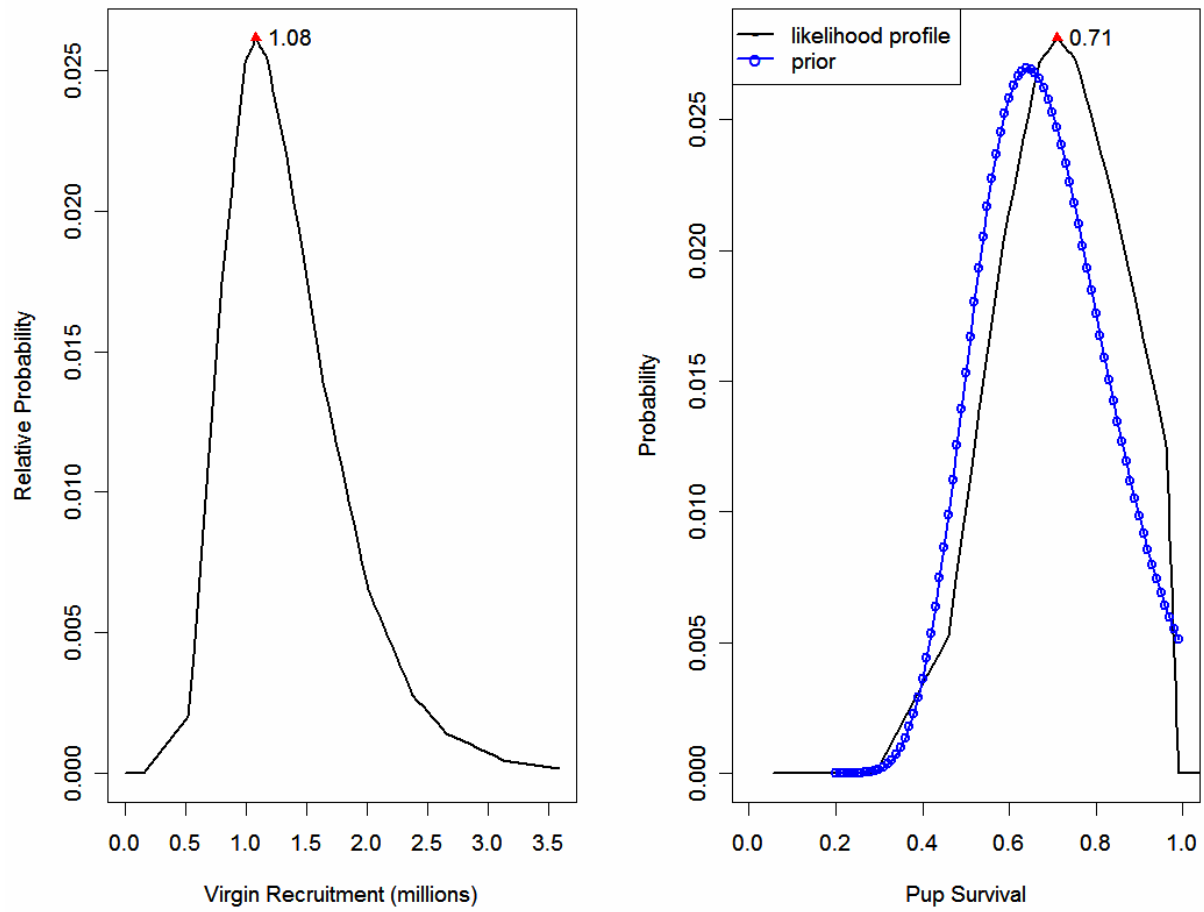 1.08
0.000
0.005
0.010
0.015
0.020
0.025
Relative Probability
0.0 0.5 1.0 1.5 2.0 2.5 3.0 3.5
Virgin Recruitment (millions)
likelihood profile
prior
0.71
0.000
0.005
0.010
0.015
0.020
0.025
Probability
0.0 0.2 0.4 0.6 0.8 1.0
Pup Survival